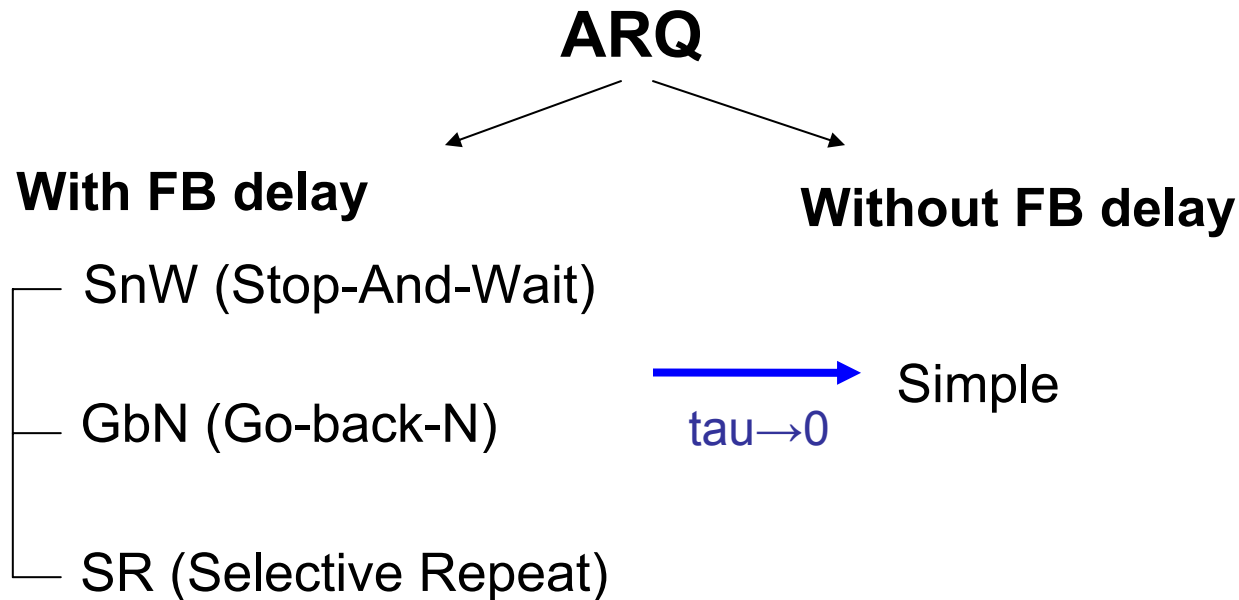 ARQ
With FB delay
Without FB delay
SnW (Stop-And-Wait)
GbN (Go-back-N)
SR (Selective Repeat)
tau→0
Simple